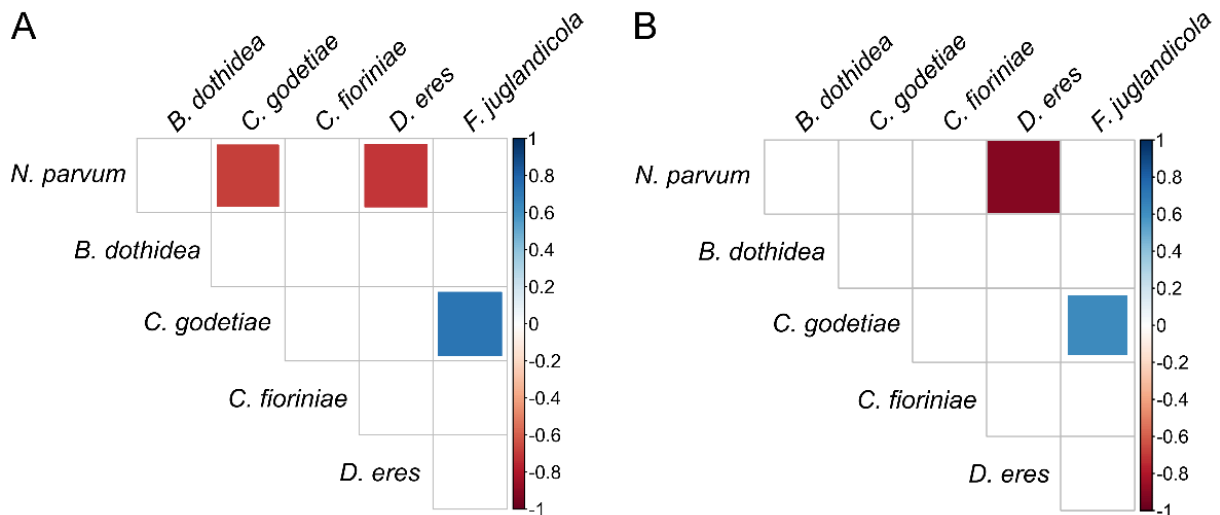 A
B. dothidea
C. godetiae
C. fioriniae
D. eres
F. juglandicola
N. parvum
B. dothidea
C. godetiae
C. fioriniae
D. eres
1
0.8
0.6
0.4
0.2
0
-0.2
-0.4
-0.6
-0.8
-1
B
B. dothidea
C. godetiae
C. fioriniae
D. eres
F. juglandicola
N. parvum
B. dothidea
C. godetiae
C. fioriniae
D. eres
1
0.8
0.6
0.4
0.2
0
-0.2
-0.4
-0.6
-0.8
-1